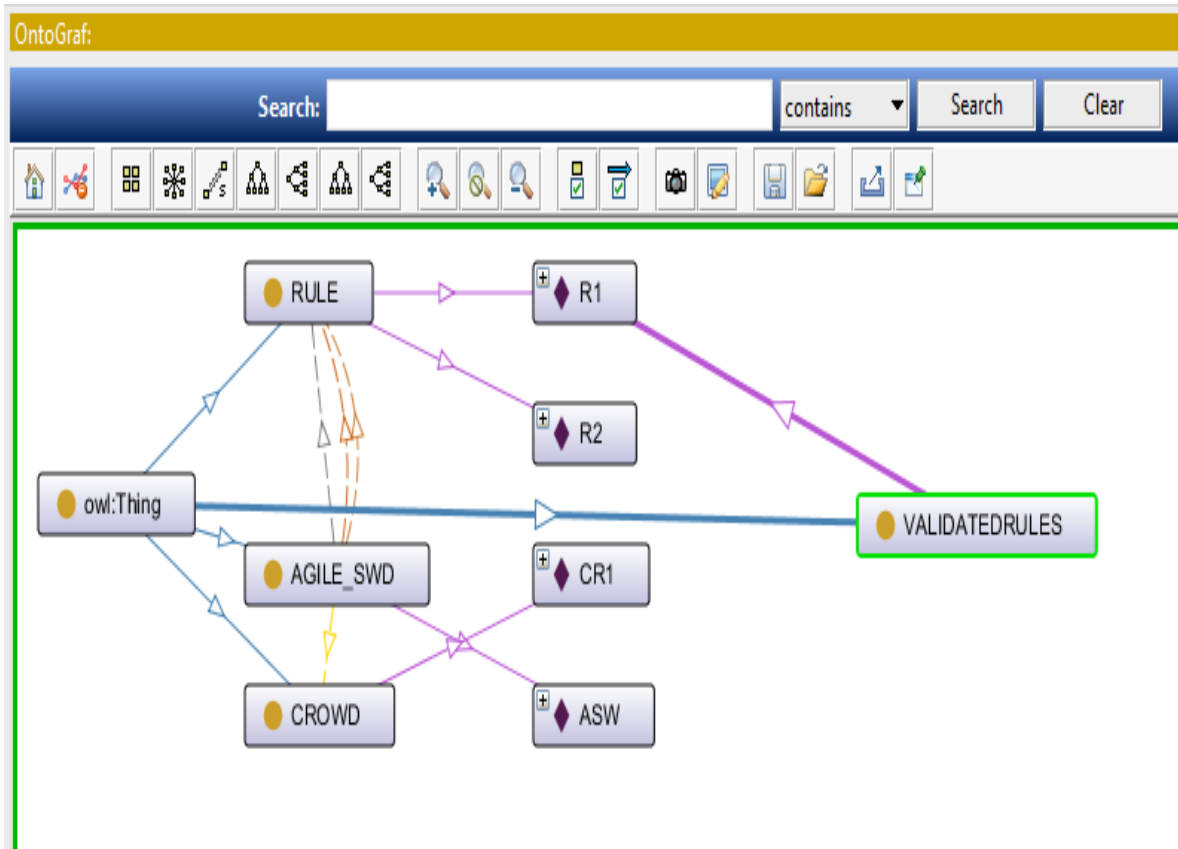 OntoGraf:
Search: contains Search Clear
RULE R1
R2
owl:Thing
VALIDATEDRULES
AGILE_SWD CR1
CROWD ASW